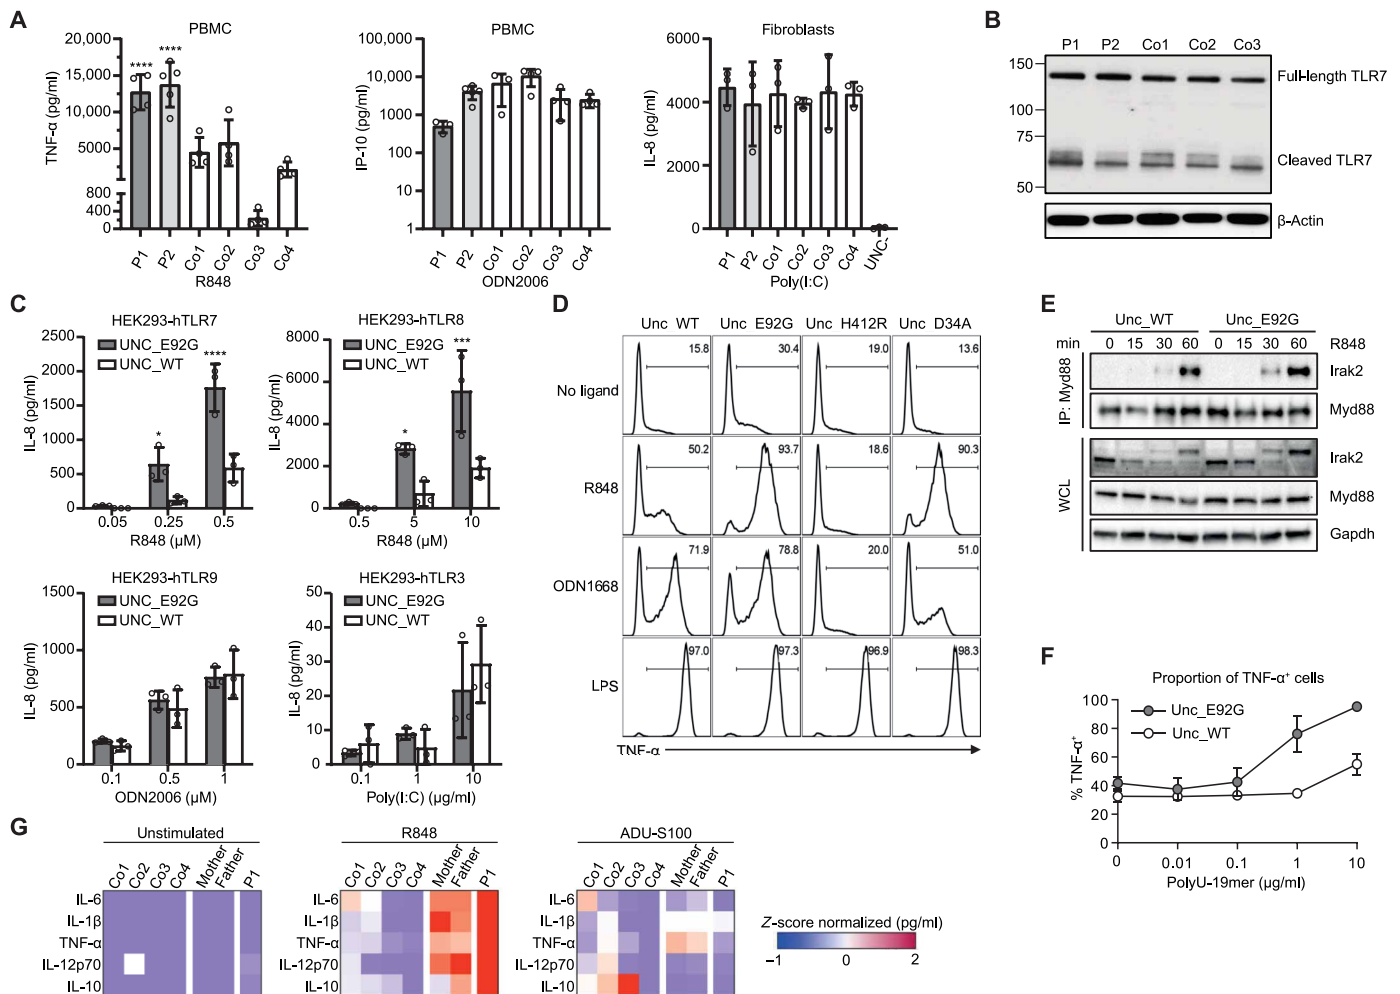 A
PBMC
TNF-α (pg/ml)
20,000
15,000
10,000
5000
800
400
0
**** ****
P1 P2 Co1 Co2 Co3 Co4
R848
PBMC
IP-10 (pg/ml)
100,000
10,000
1000
100
10
1
P1 P2 Co1 Co2 Co3 Co4
ODN2006
Fibroblasts
IL-8 (pg/ml)
6000
4000
2000
0
P1 P2 Co1 Co2 Co3 Co4 UNC-
Poly(I:C)
B
P1 P2 Co1 Co2 Co3
150
100
75
50
Full-length TLR7
Cleaved TLR7
β-Actin
C
HEK293-hTLR7
UNC_E92G
UNC_WT
IL-8 (pg/ml)
2500
2000
1500
1000
500
0
* ****
0.05 0.25 0.5
R848 (µM)
HEK293-hTLR8
UNC_E92G
UNC_WT
IL-8 (pg/ml)
8000
6000
4000
2000
0
* ***
0.5 5 10
R848 (µM)
HEK293-hTLR9
UNC_E92G
UNC_WT
IL-8 (pg/ml)
1500
1000
500
0
0.1 0.5 1
ODN2006 (µM)
HEK293-hTLR3
UNC_E92G
UNC_WT
IL-8 (pg/ml)
50
40
30
20
10
0
0.1 1 10
Poly(I:C) (µg/ml)
D
Unc WT Unc E92G Unc H412R Unc D34A
No ligand 15.8 30.4 19.0 13.6
R848 50.2 93.7 18.6 90.3
ODN1668 71.9 78.8 20.0 51.0
LPS 97.0 97.3 96.9 98.3
TNF-α
E
Unc_WT Unc_E92G
min 0 15 30 60 0 15 30 60 R848
IP: Myd88
Irak2
Myd88
WCL
Irak2
Myd88
Gapdh
F
Proportion of TNF-α⁺ cells
Unc_E92G
Unc_WT
% TNF-α⁺
100
80
60
40
20
0
0 0.01 0.1 1 10
PolyU-19mer (µg/ml)
G
Unstimulated
Co1 Co2 Co3 Co4 Mother Father P1
IL-6
IL-1β
TNF-α
IL-12p70
IL-10
R848
Co1 Co2 Co3 Co4 Mother Father P1
IL-6
IL-1β
TNF-α
IL-12p70
IL-10
ADU-S100
Co1 Co2 Co3 Co4 Mother Father P1
IL-6
IL-1β
TNF-α
IL-12p70
IL-10
Z-score normalized (pg/ml)
−1 0 2